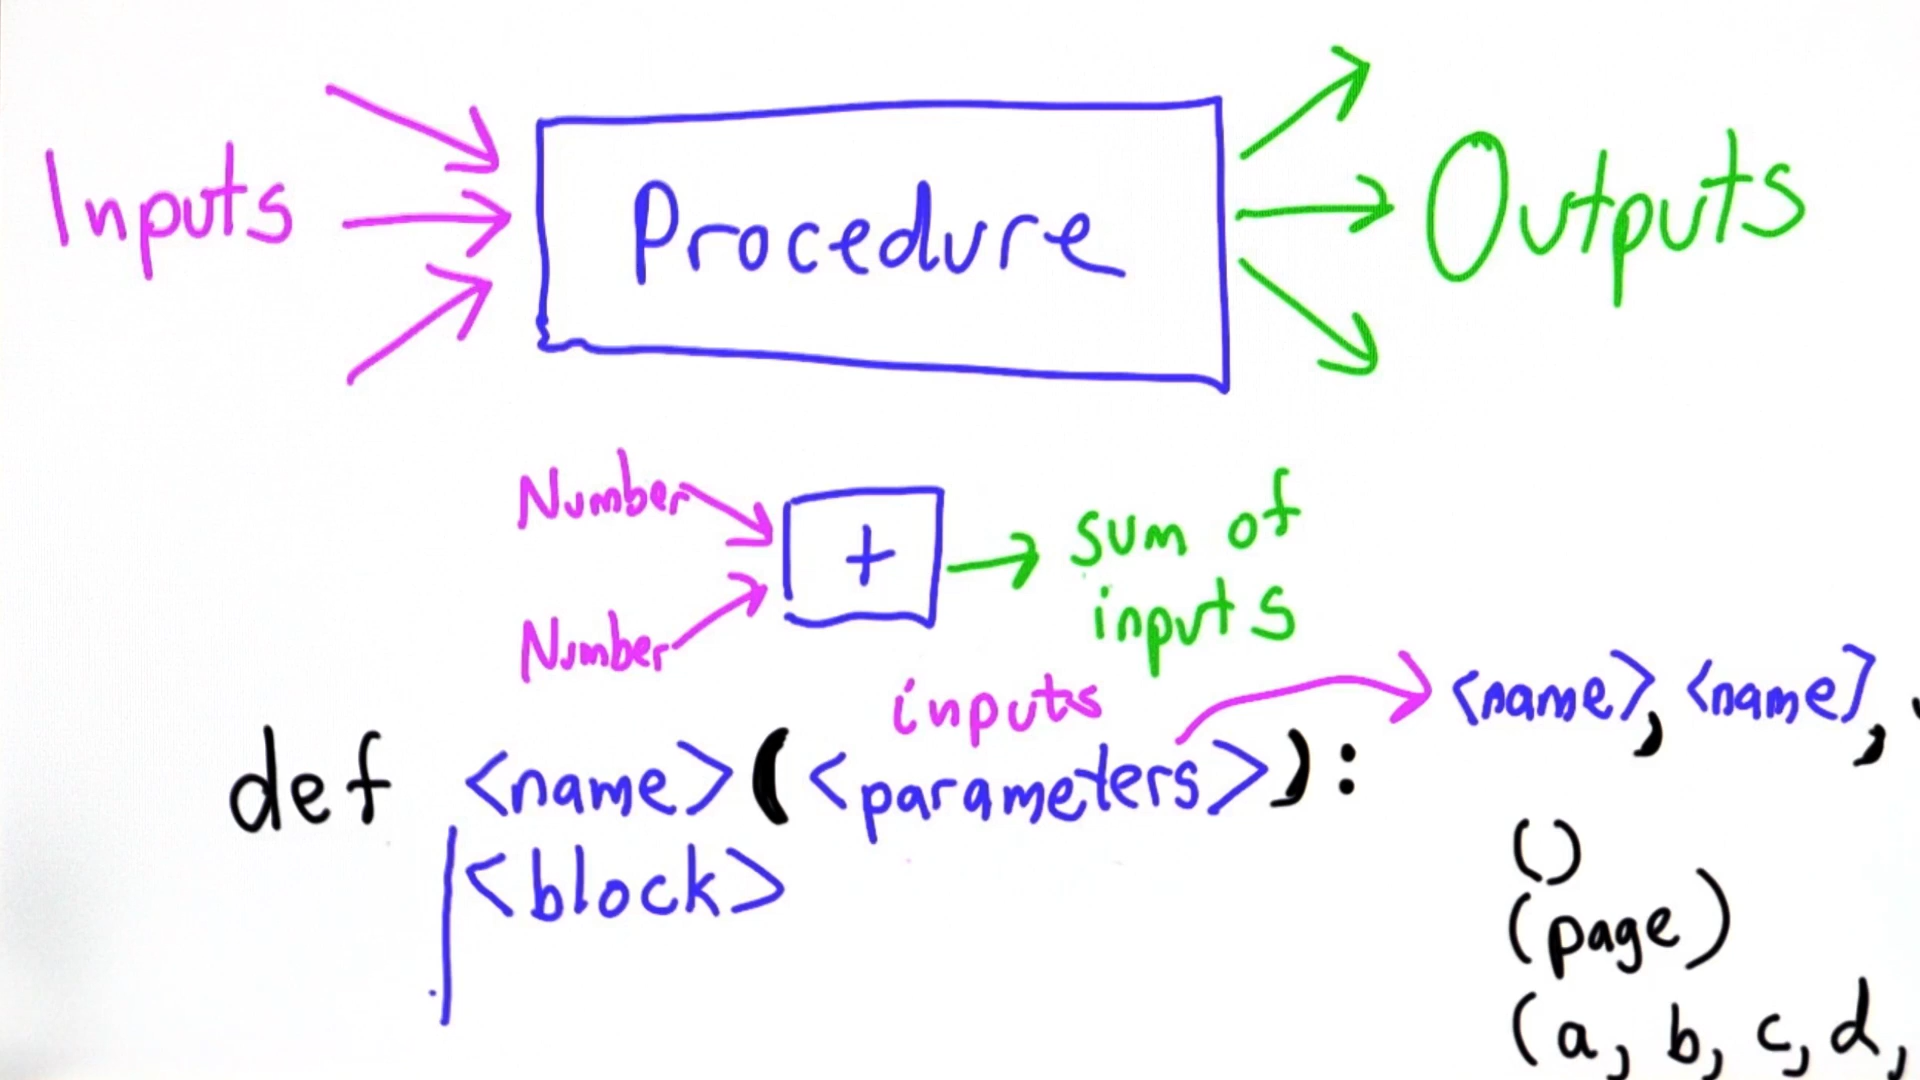 Inputs
Procedure
Outputs
Number
Number
+
sum of
inputs
inputs
<name>, <name>,
def <name>(<parameters>):
<block>
()
(page)
(a, b, c, d,